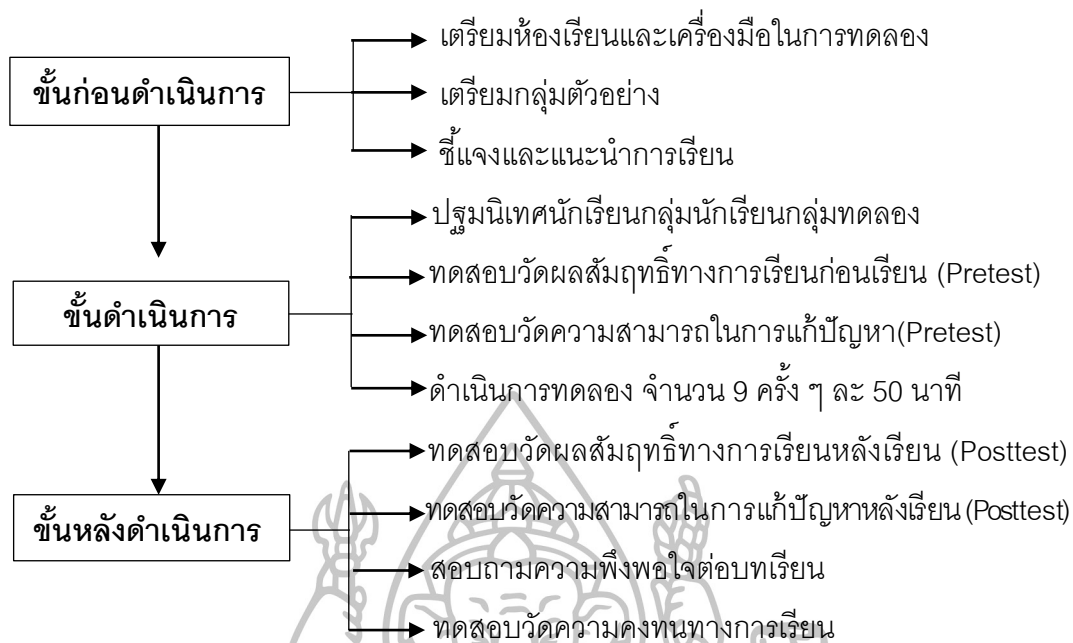 เตรียมห้องเรียนและเครื่องมือในการทดลอง
ขั้นก่อนดำเนินการ
เตรียมกลุ่มตัวอย่าง
ชี้แจงและแนะนำการเรียน
ปฐมนิเทศนักเรียนกลุ่มนักเรียนกลุ่มทดลอง
ทดสอบวัดผลสัมฤทธิ์ทางการเรียนก่อนเรียน (Pretest)
ขั้นดำเนินการ
ทดสอบวัดความสามารถในการแก้ปัญหา(Pretest)
ดำเนินการทดลอง จำนวน 9 ครั้ง ๆ ละ 50 นาที
ทดสอบวัดผลสัมฤทธิ์ทางการเรียนหลังเรียน (Posttest)
ขั้นหลังดำเนินการ
ทดสอบวัดความสามารถในการแก้ปัญหาหลังเรียน (Posttest)
สอบถามความพึงพอใจต่อบทเรียน
ทดสอบวัดความคงทนทางการเรียน